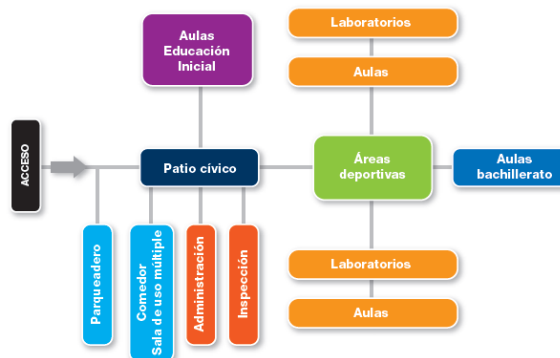 Laboratorios
Aulas
Educación
Inicial
Aulas
ACCESO
Patio cívico
Áreas
deportivas
Aulas
bachillerato
Parqueadero
Comedor
Sala de uso múltiple
Administración
Inspección
Laboratorios
Aulas